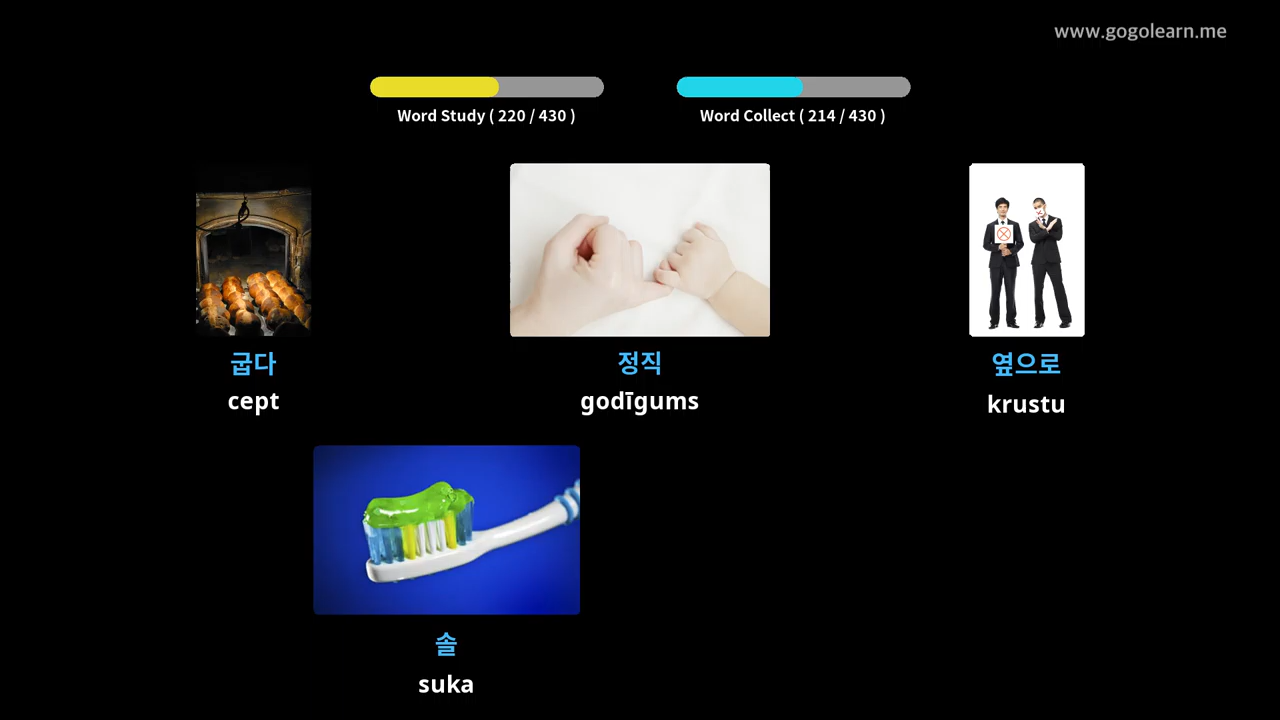 www.gogolearn.me
Word Study ( 220 / 430 )
Word Collect ( 214 / 430 )
굽다
cept
정직
godīgums
옆으로
krustu
솔
suka